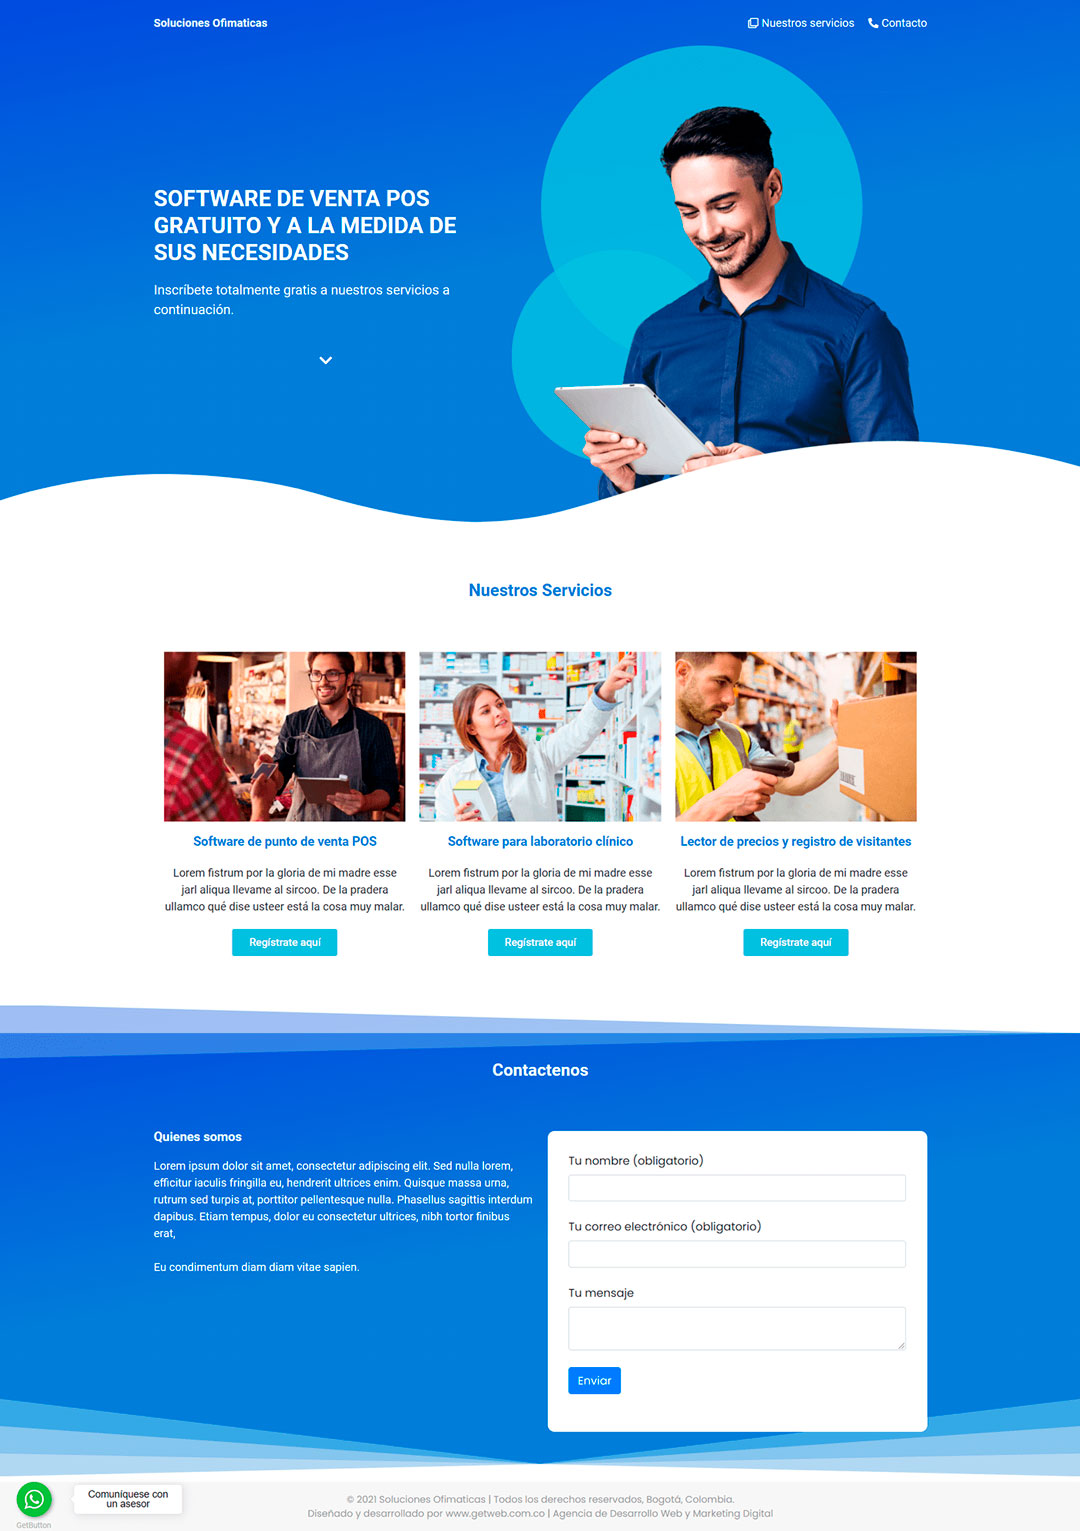 Soluciones Ofimaticas
Nuestros servicios
Contacto
SOFTWARE DE VENTA POS
GRATUITO Y A LA MEDIDA DE
SUS NECESIDADES
Inscríbete totalmente gratis a nuestros servicios a
continuación.
Nuestros Servicios
Software de punto de venta POS
Lorem fistrum por la gloria de mi madre esse
jarl aliqua llevame al sircoo. De la pradera
ullamco qué dise usteer está la cosa muy malar.
Regístrate aquí
Software para laboratorio clínico
Lorem fistrum por la gloria de mi madre esse
jarl aliqua llevame al sircoo. De la pradera
ullamco qué dise usteer está la cosa muy malar.
Regístrate aquí
Lector de precios y registro de visitantes
Lorem fistrum por la gloria de mi madre esse
jarl aliqua llevame al sircoo. De la pradera
ullamco qué dise usteer está la cosa muy malar.
Regístrate aquí
Contactenos
Quienes somos
Lorem ipsum dolor sit amet, consectetur adipiscing elit. Sed nulla lorem,
efficitur iaculis fringilla eu, hendrerit ultrices enim. Quisque massa urna,
rutrum sed turpis at, porttitor pellentesque nulla. Phasellus sagittis interdum
dapibus. Etiam tempus, dolor eu consectetur ultrices, nibh tortor finibus
erat,
Eu condimentum diam diam vitae sapien.
Tu nombre (obligatorio)
Tu correo electrónico (obligatorio)
Tu mensaje
Enviar
Comuníquese con
un asesor
GetButton
© 2021 Soluciones Ofimaticas | Todos los derechos reservados, Bogotá, Colombia.
Diseñado y desarrollado por www.getweb.com.co | Agencia de Desarrollo Web y Marketing Digital